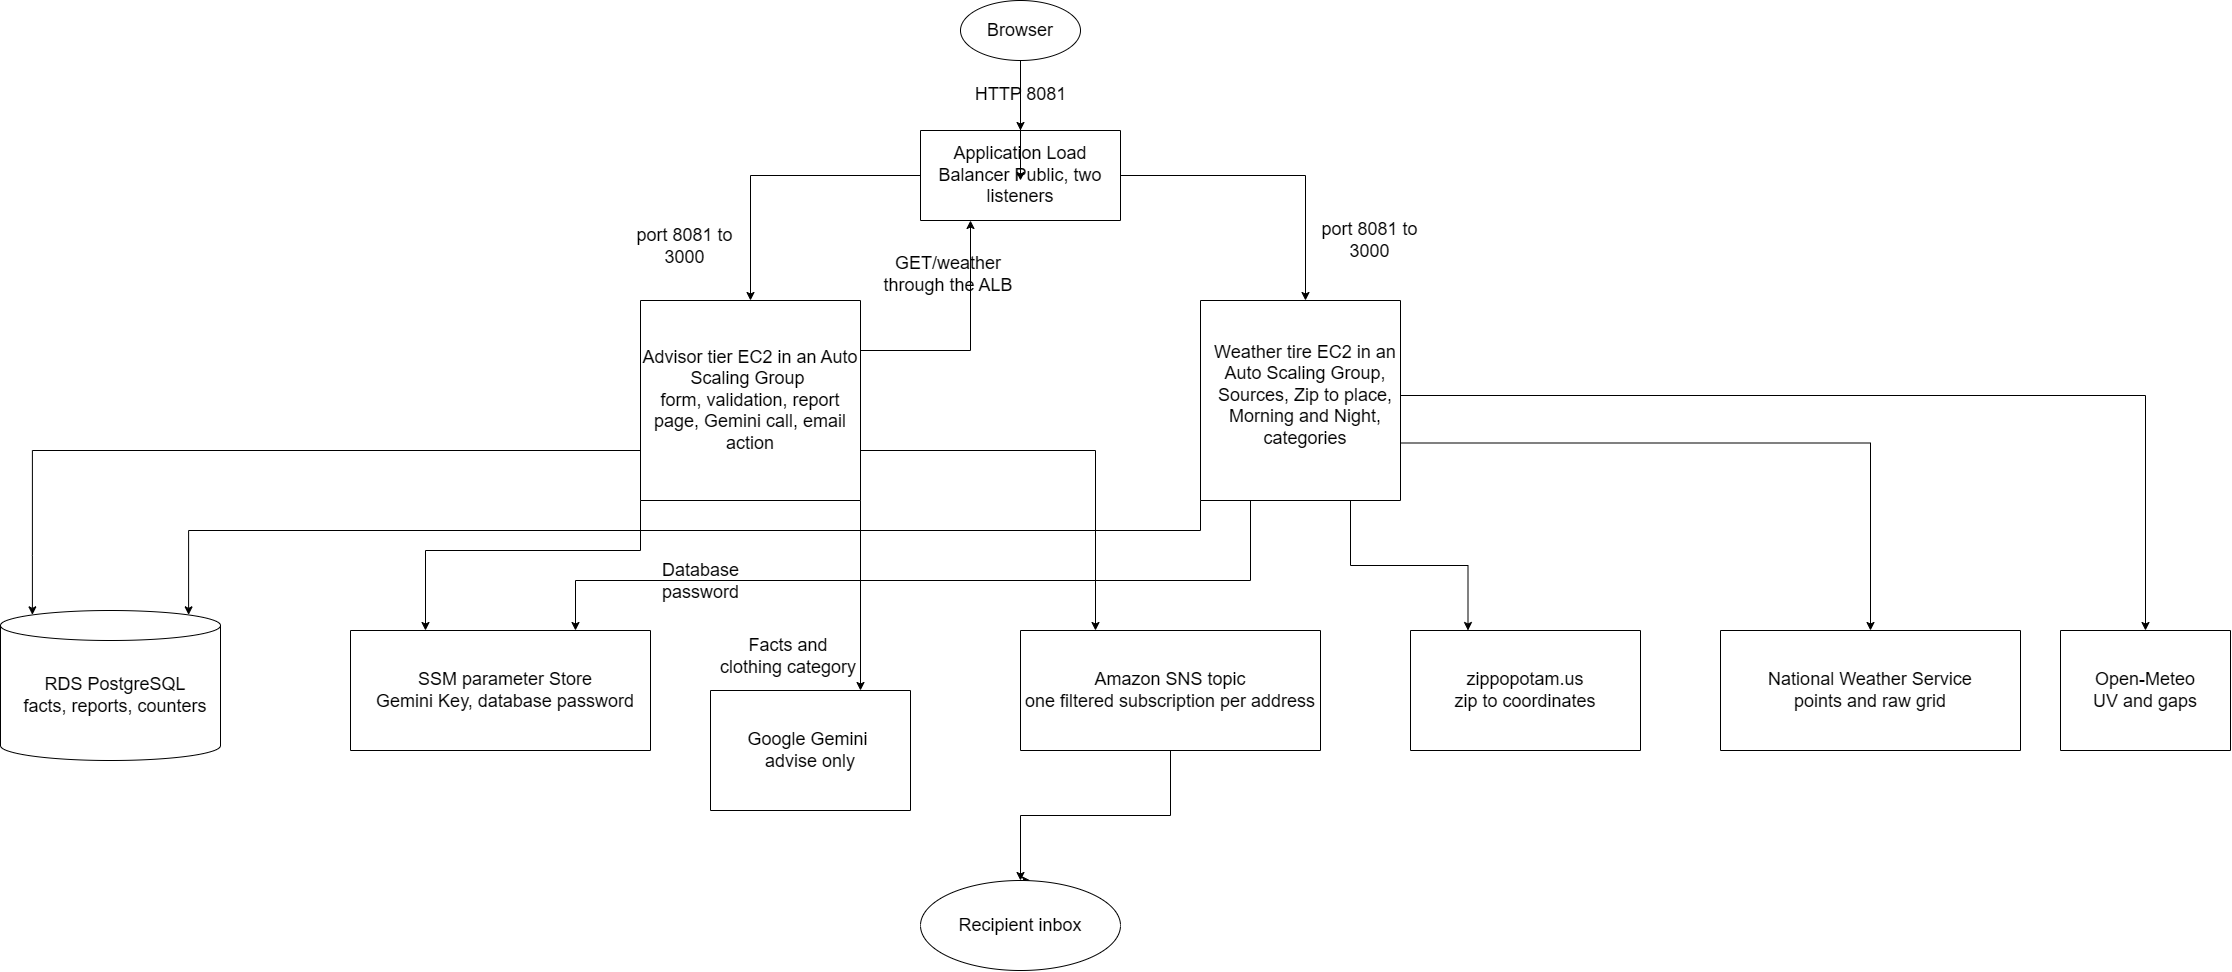 Browser
HTTP 8081
Application Load
Balancer Public, two
listeners
port 8081 to
3000
port 8081 to
3000
GET/weather
through the ALB
Advisor tier EC2 in an Auto
Scaling Group
form, validation, report
page, Gemini call, email
action
Weather tire EC2 in an
Auto Scaling Group,
Sources, Zip to place,
Morning and Night,
categories
Database
password
Facts and
clothing category
RDS PostgreSQL
facts, reports, counters
SSM parameter Store
Gemini Key, database password
Google Gemini
advise only
Amazon SNS topic
one filtered subscription per address
zippopotam.us
zip to coordinates
National Weather Service
points and raw grid
Open-Meteo
UV and gaps
Recipient inbox